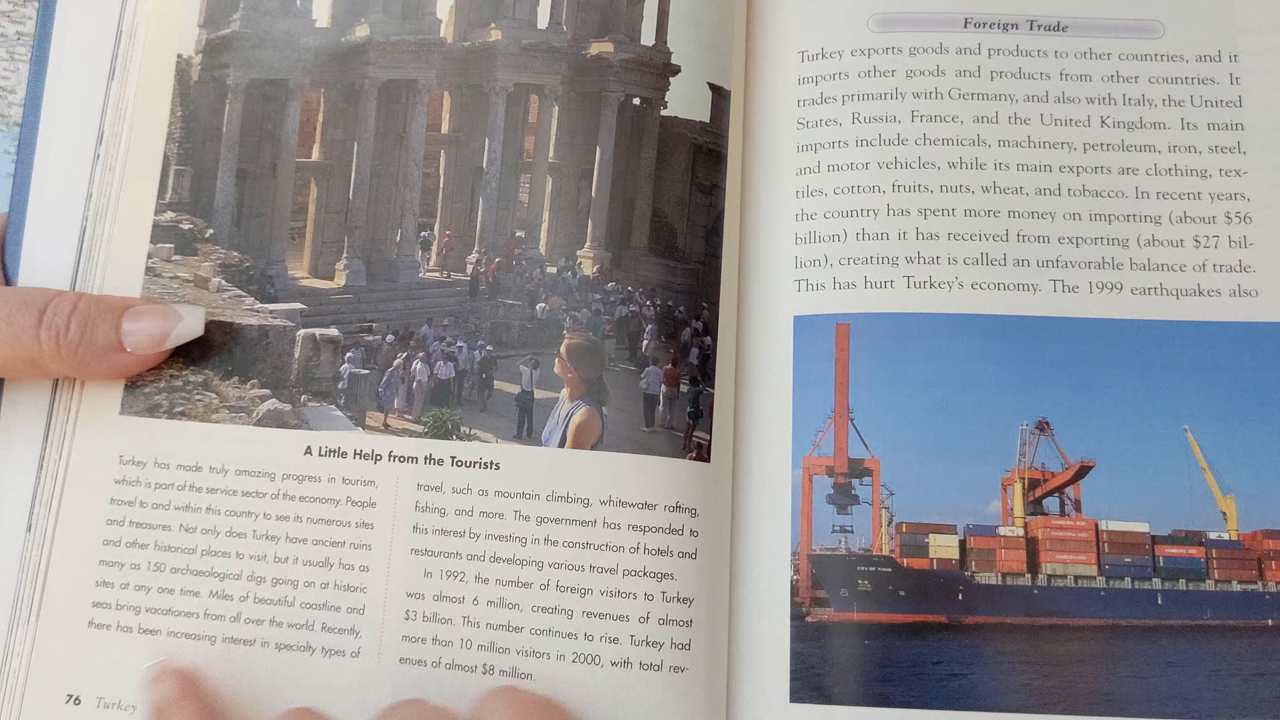 A Little Help from the Tourists
Turkey has made truly amazing progress in tourism,
which is part of the service sector of the economy. People
travel to and within this country to see its numerous sites
and treasures. Not only does Turkey have ancient ruins
and other historical places to visit, but it usually has as
many as 150 archaeological digs going on at historic
sites at any one time. Miles of beautiful coastline and
seas bring vacationers from all over the world. Recently,
there has been increasing interest in specialty types of
travel, such as mountain climbing, whitewater rafting,
fishing, and more. The government has responded to
this interest by investing in the construction of hotels and
restaurants and developing various travel packages.
In 1992, the number of foreign visitors to Turkey
was almost 6 million, creating revenues of almost
$3 billion. This number continues to rise. Turkey had
more than 10 million visitors in 2000, with total rev-
enues of almost $8 million.
76 Turkey
Foreign Trade
Turkey exports goods and products to other countries, and it
imports other goods and products from other countries. It
trades primarily with Germany, and also with Italy, the United
States, Russia, France, and the United Kingdom. Its main
imports include chemicals, machinery, petroleum, iron, steel,
and motor vehicles, while its main exports are clothing, tex-
tiles, cotton, fruits, nuts, wheat, and tobacco. In recent years,
the country has spent more money on importing (about $56
billion) than it has received from exporting (about $27 bil-
lion), creating what is called an unfavorable balance of trade.
This has hurt Turkey's economy. The 1999 earthquakes also
HAMBURG SÜD
HAMBURG SÜD
HAMBURG SÜD
CITY OF TUNIS